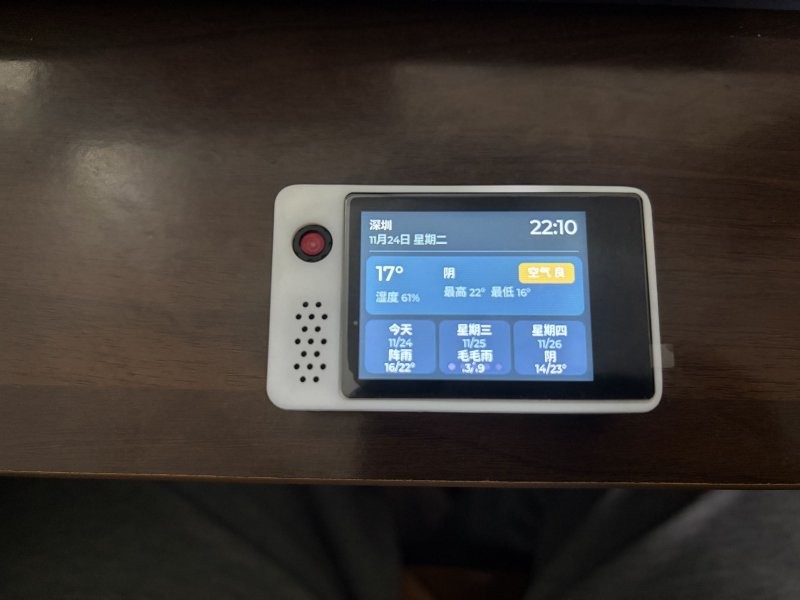 深圳
22:10
11月24日 星期二
17°
阴
空气 良
湿度 61%
最高 22° 最低 16°
今天
星期三
星期四
11/24
11/25
11/26
阵雨
毛毛雨
阴
16/22°
14/23°